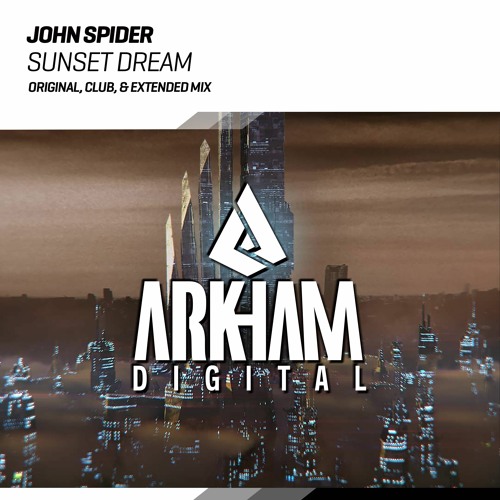 JOHN SPIDER
SUNSET DREAM
ORIGINAL, CLUB, & EXTENDED MIX
ARKHAM
DIGITAL